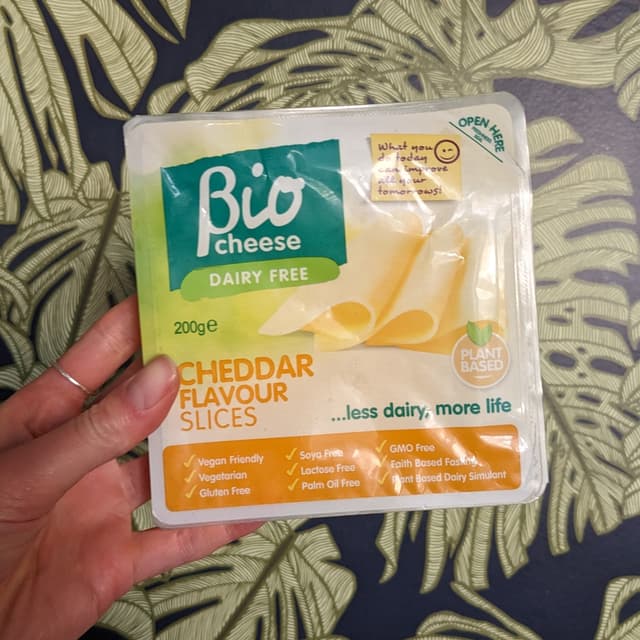 Bio
cheese
DAIRY FREE
What you
do today
can improve
all your
tomorrows!
OPEN HERE
200g℮
PLANT
BASED
CHEDDAR
FLAVOUR
SLICES
...less dairy, more life
Vegan Friendly
Vegetarian
Gluten Free
Soya Free
Lactose Free
Palm Oil Free
GMO Free
Faith Based Fasting
Plant Based Dairy Simulant